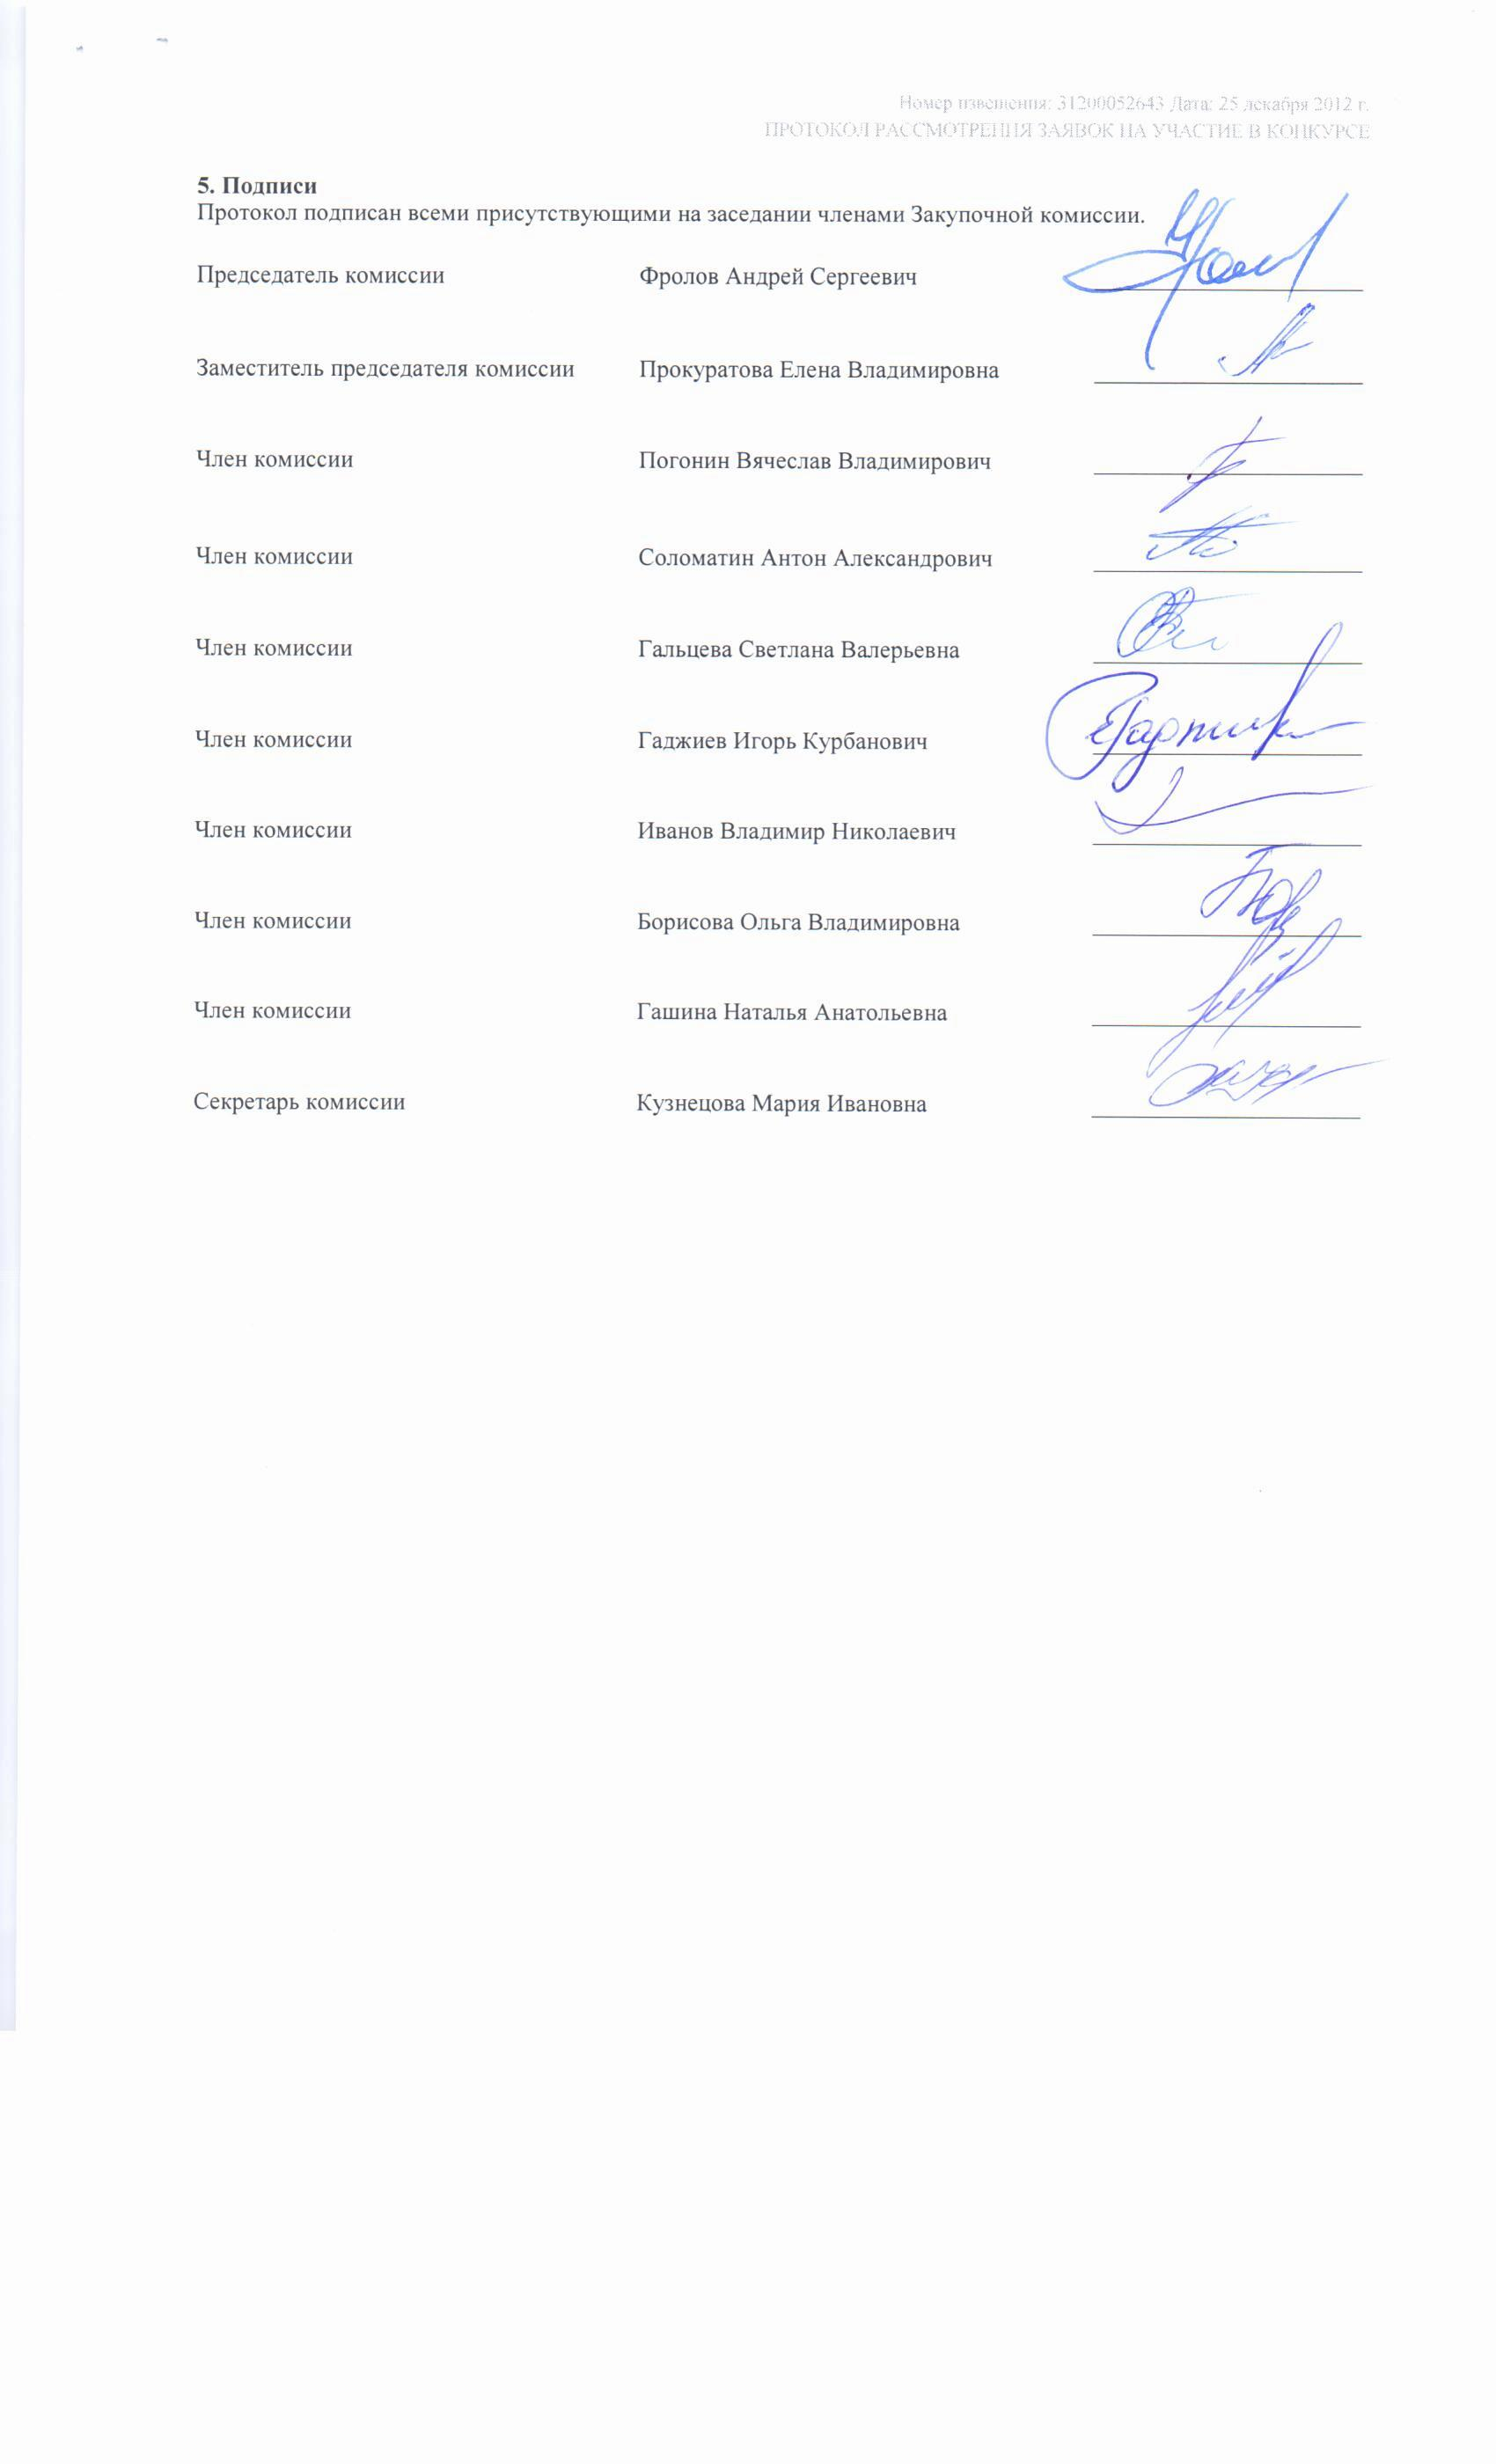 Номер извещения: 31200052643 Дата: 25 декабря 2012 г.
ПРОТОКОЛ РАССМОТРЕНИЯ ЗАЯВОК НА УЧАСТИЕ В КОНКУРСЕ
5. Подписи
Протокол подписан всеми присутствующими на заседании членами Закупочной комиссии.
Председатель комиссии Фролов Андрей Сергеевич
Заместитель председателя комиссии Прокуратова Елена Владимировна
Член комиссии Погонин Вячеслав Владимирович
Член комиссии Соломатин Антон Александрович
Член комиссии Гальцева Светлана Валерьевна
Член комиссии Гаджиев Игорь Курбанович
Член комиссии Иванов Владимир Николаевич
Член комиссии Борисова Ольга Владимировна
Член комиссии Гашина Наталья Анатольевна
Секретарь комиссии Кузнецова Мария Ивановна